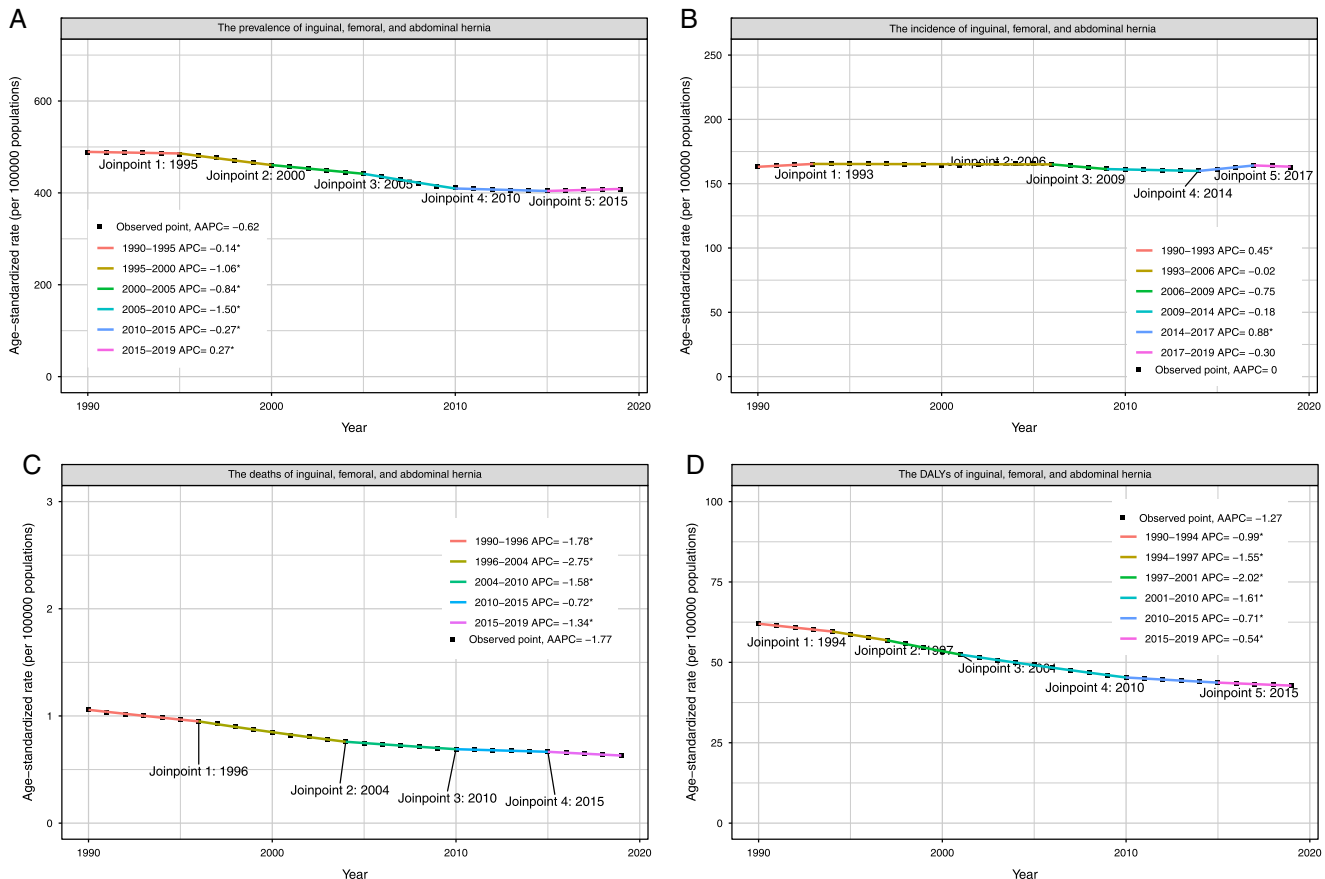 A
The prevalence of inguinal, femoral, and abdominal hernia
Age−standardized rate (per 100000 populations)
600
400
200
0
Joinpoint 1: 1995
Joinpoint 2: 2000
Joinpoint 3: 2005
Joinpoint 4: 2010
Joinpoint 5: 2015
Observed point, AAPC= −0.62
1990−1995 APC= −0.14*
1995−2000 APC= −1.06*
2000−2005 APC= −0.84*
2005−2010 APC= −1.50*
2010−2015 APC= −0.27*
2015−2019 APC= 0.27*
1990 2000 2010 2020
Year
B
The incidence of inguinal, femoral, and abdominal hernia
Age−standardized rate (per 100000 populations)
250
200
150
100
50
0
Joinpoint 1: 1993
Joinpoint 2: 2006
Joinpoint 3: 2009
Joinpoint 4: 2014
Joinpoint 5: 2017
1990−1993 APC= 0.45*
1993−2006 APC= −0.02
2006−2009 APC= −0.75
2009−2014 APC= −0.18
2014−2017 APC= 0.88*
2017−2019 APC= −0.30
Observed point, AAPC= 0
1990 2000 2010 2020
Year
C
The deaths of inguinal, femoral, and abdominal hernia
Age−standardized rate (per 100000 populations)
3
2
1
0
1990−1996 APC= −1.78*
1996−2004 APC= −2.75*
2004−2010 APC= −1.58*
2010−2015 APC= −0.72*
2015−2019 APC= −1.34*
Observed point, AAPC= −1.77
Joinpoint 1: 1996
Joinpoint 2: 2004
Joinpoint 3: 2010
Joinpoint 4: 2015
1990 2000 2010 2020
Year
D
The DALYs of inguinal, femoral, and abdominal hernia
Age−standardized rate (per 100000 populations)
100
75
50
25
0
Observed point, AAPC= −1.27
1990−1994 APC= −0.99*
1994−1997 APC= −1.55*
1997−2001 APC= −2.02*
2001−2010 APC= −1.61*
2010−2015 APC= −0.71*
2015−2019 APC= −0.54*
Joinpoint 1: 1994
Joinpoint 2: 1997
Joinpoint 3: 2001
Joinpoint 4: 2010
Joinpoint 5: 2015
1990 2000 2010 2020
Year